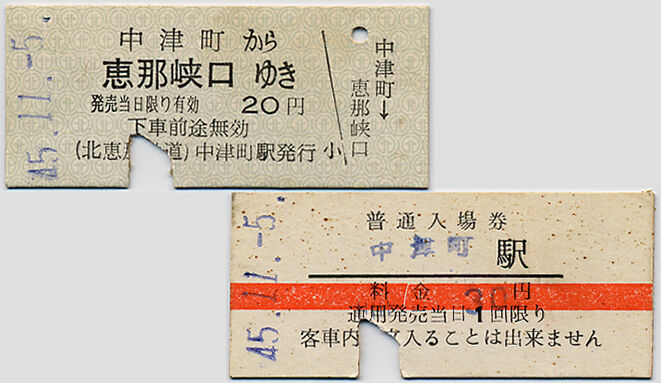 45.11.-5.
中津町から
恵那峡口 ゆき
発売当日限り有効 20円
下車前途無効
(北恵 道)中津町駅発行 小
中津町→
恵那峡口
45.11.-5.
普通入場券
中津町 駅
料金 円
通用発売当日1回限り
客車内 入ることは出来ません